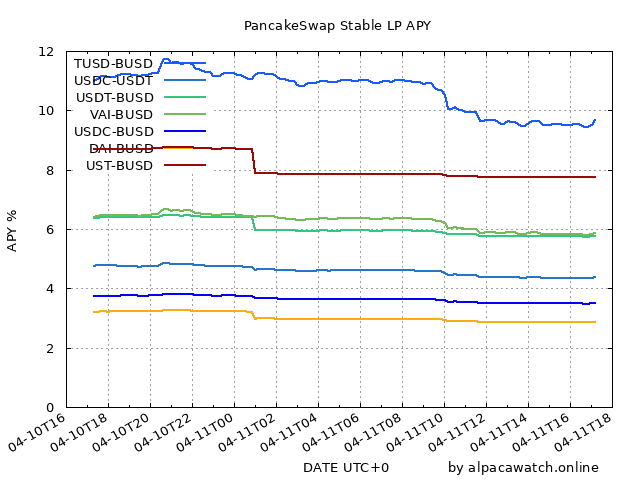 PancakeSwap Stable LP APY
12
10
8
6
4
2
0
APY %
TUSD-BUSD
USDC-USDT
USDT-BUSD
VAI-BUSD
USDC-BUSD
DAI-BUSD
UST-BUSD
04-10T16
04-10T18
04-10T20
04-10T22
04-11T00
04-11T02
04-11T04
04-11T06
04-11T08
04-11T10
04-11T12
04-11T14
04-11T16
04-11T18
DATE UTC+0
by alpacawatch.online